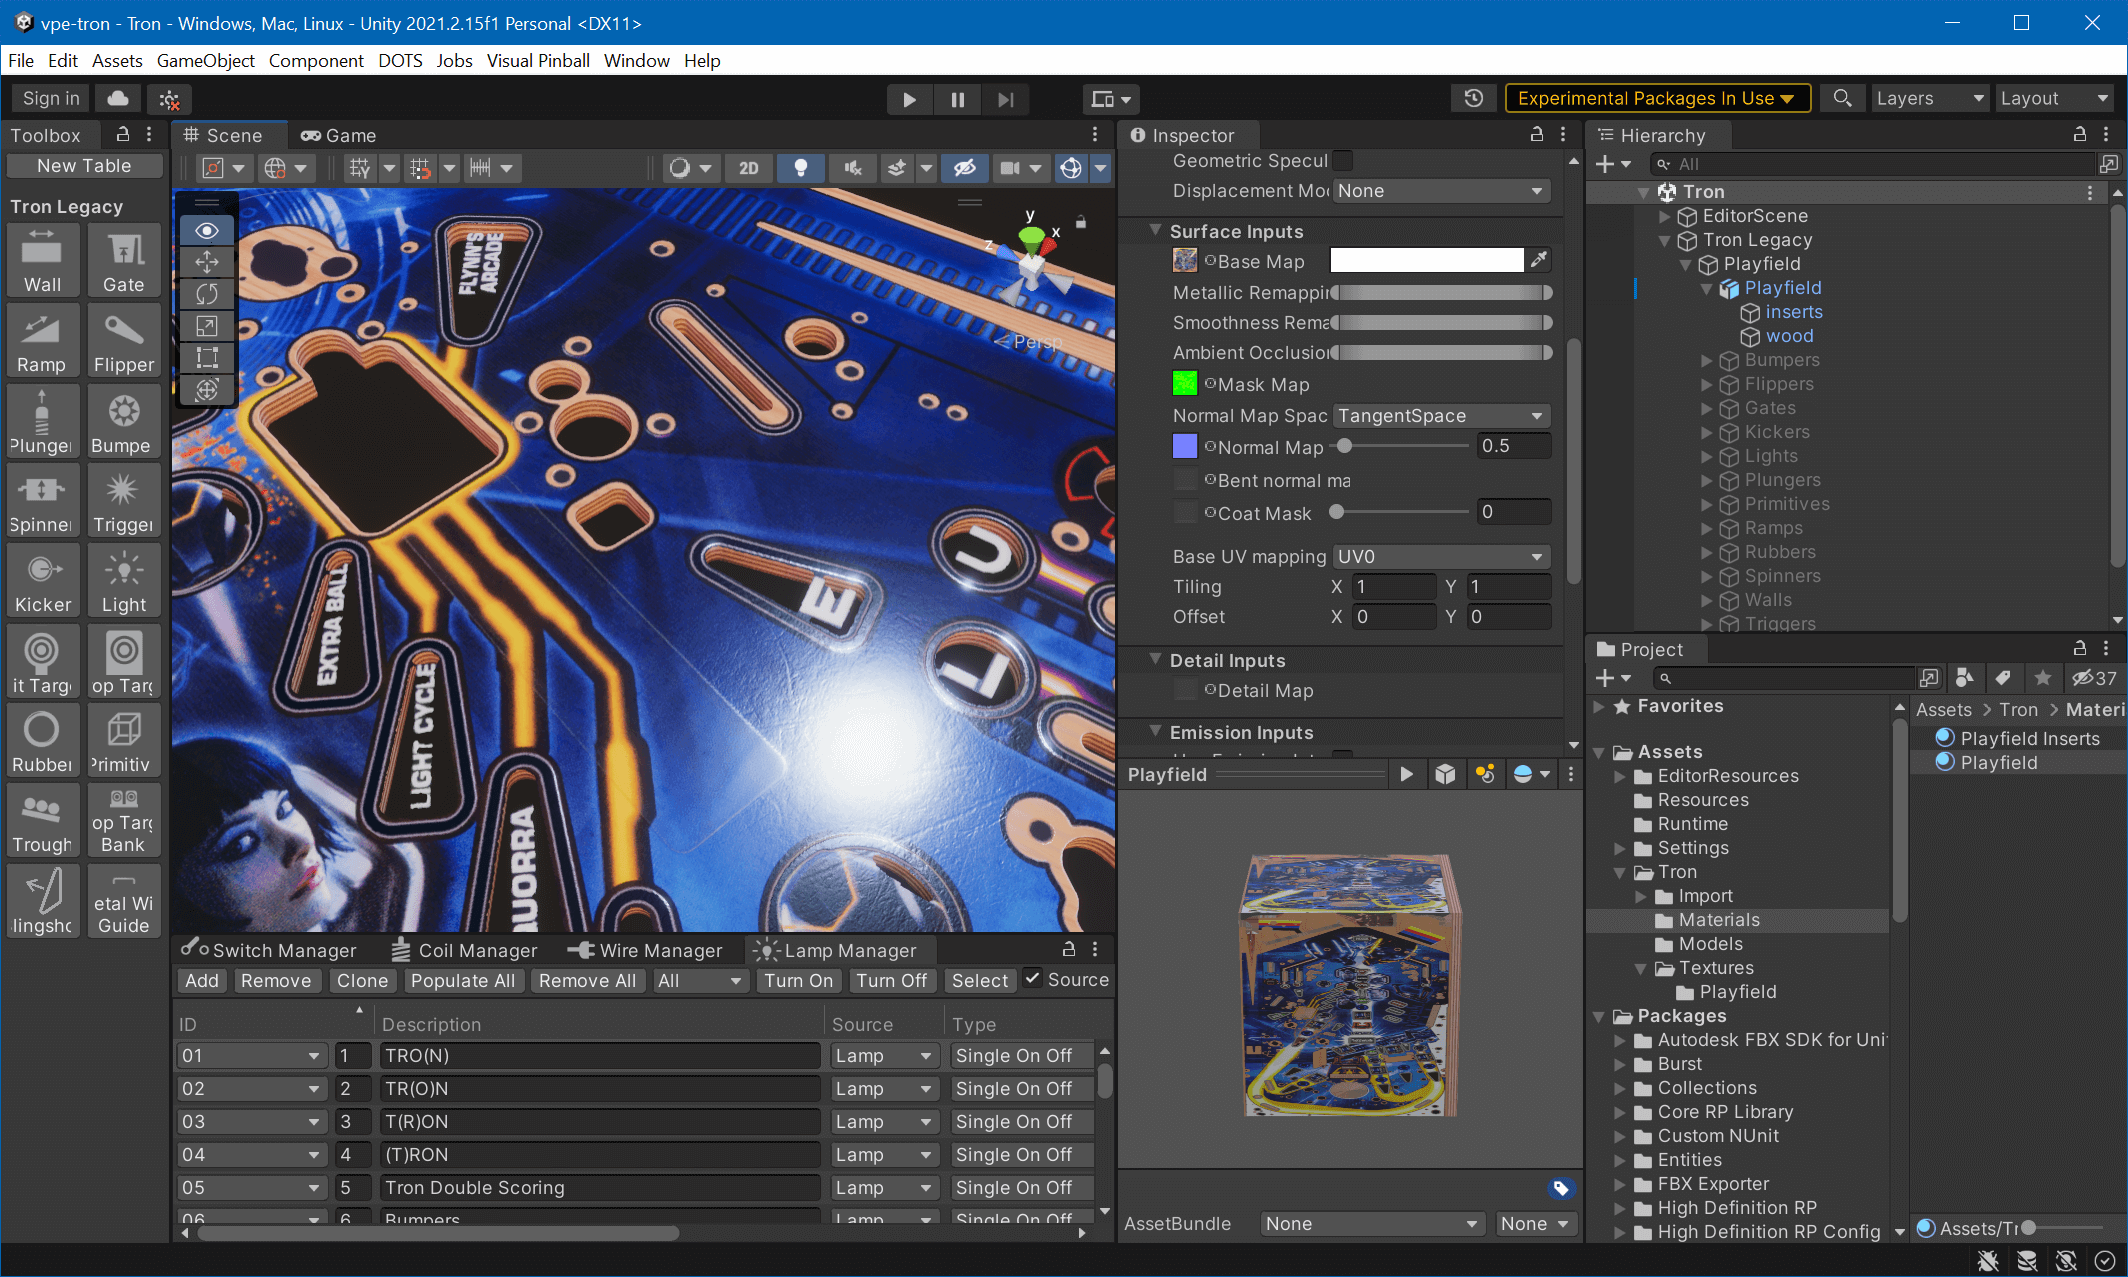 vpe-tron - Tron - Windows, Mac, Linux - Unity 2021.2.15f1 Personal <DX11>
File Edit Assets GameObject Component DOTS Jobs Visual Pinball Window Help
Sign in
Experimental Packages In Use
Layers
Layout
Toolbox
New Table
Tron Legacy
Wall Gate
Ramp Flipper
Plunger Bumpe
Spinner Trigger
Kicker Light
it Targ op Targ
Rubber Primitiv
Trough op Targ Bank
lingsho etal Wi Guide
Scene Game
2D
y
x
z
Persp
FLYNN'S ARCADE
EXTRA BALL
LIGHT CYCLE
QUORRA
U
E
L
Switch Manager Coil Manager Wire Manager Lamp Manager
Add Remove Clone Populate All Remove All All Turn On Turn Off Select Source
ID Description Source Type
01 1 TRO(N) Lamp Single On Off
02 2 TR(O)N Lamp Single On Off
03 3 T(R)ON Lamp Single On Off
04 4 (T)RON Lamp Single On Off
05 5 Tron Double Scoring Lamp Single On Off
06 6 Bumpers Lamp Single On Off
Inspector
Geometric Specul
Displacement Mod None
Surface Inputs
Base Map
Metallic Remappin
Smoothness Rema
Ambient Occlusion
Mask Map
Normal Map Spac TangentSpace
Normal Map 0.5
Bent normal ma
Coat Mask 0
Base UV mapping UV0
Tiling X 1 Y 1
Offset X 0 Y 0
Detail Inputs
Detail Map
Emission Inputs
Playfield
AssetBundle None None
Hierarchy
All
Tron
EditorScene
Tron Legacy
Playfield
Playfield
inserts
wood
Bumpers
Flippers
Gates
Kickers
Lights
Plungers
Primitives
Ramps
Rubbers
Spinners
Walls
Triggers
Project
37
Favorites
Assets
EditorResources
Resources
Runtime
Settings
Tron
Import
Materials
Models
Textures
Playfield
Packages
Autodesk FBX SDK for Uni
Burst
Collections
Core RP Library
Custom NUnit
Entities
FBX Exporter
High Definition RP
High Definition RP Config
Assets > Tron > Materi
Playfield Inserts
Playfield
Assets/Tr